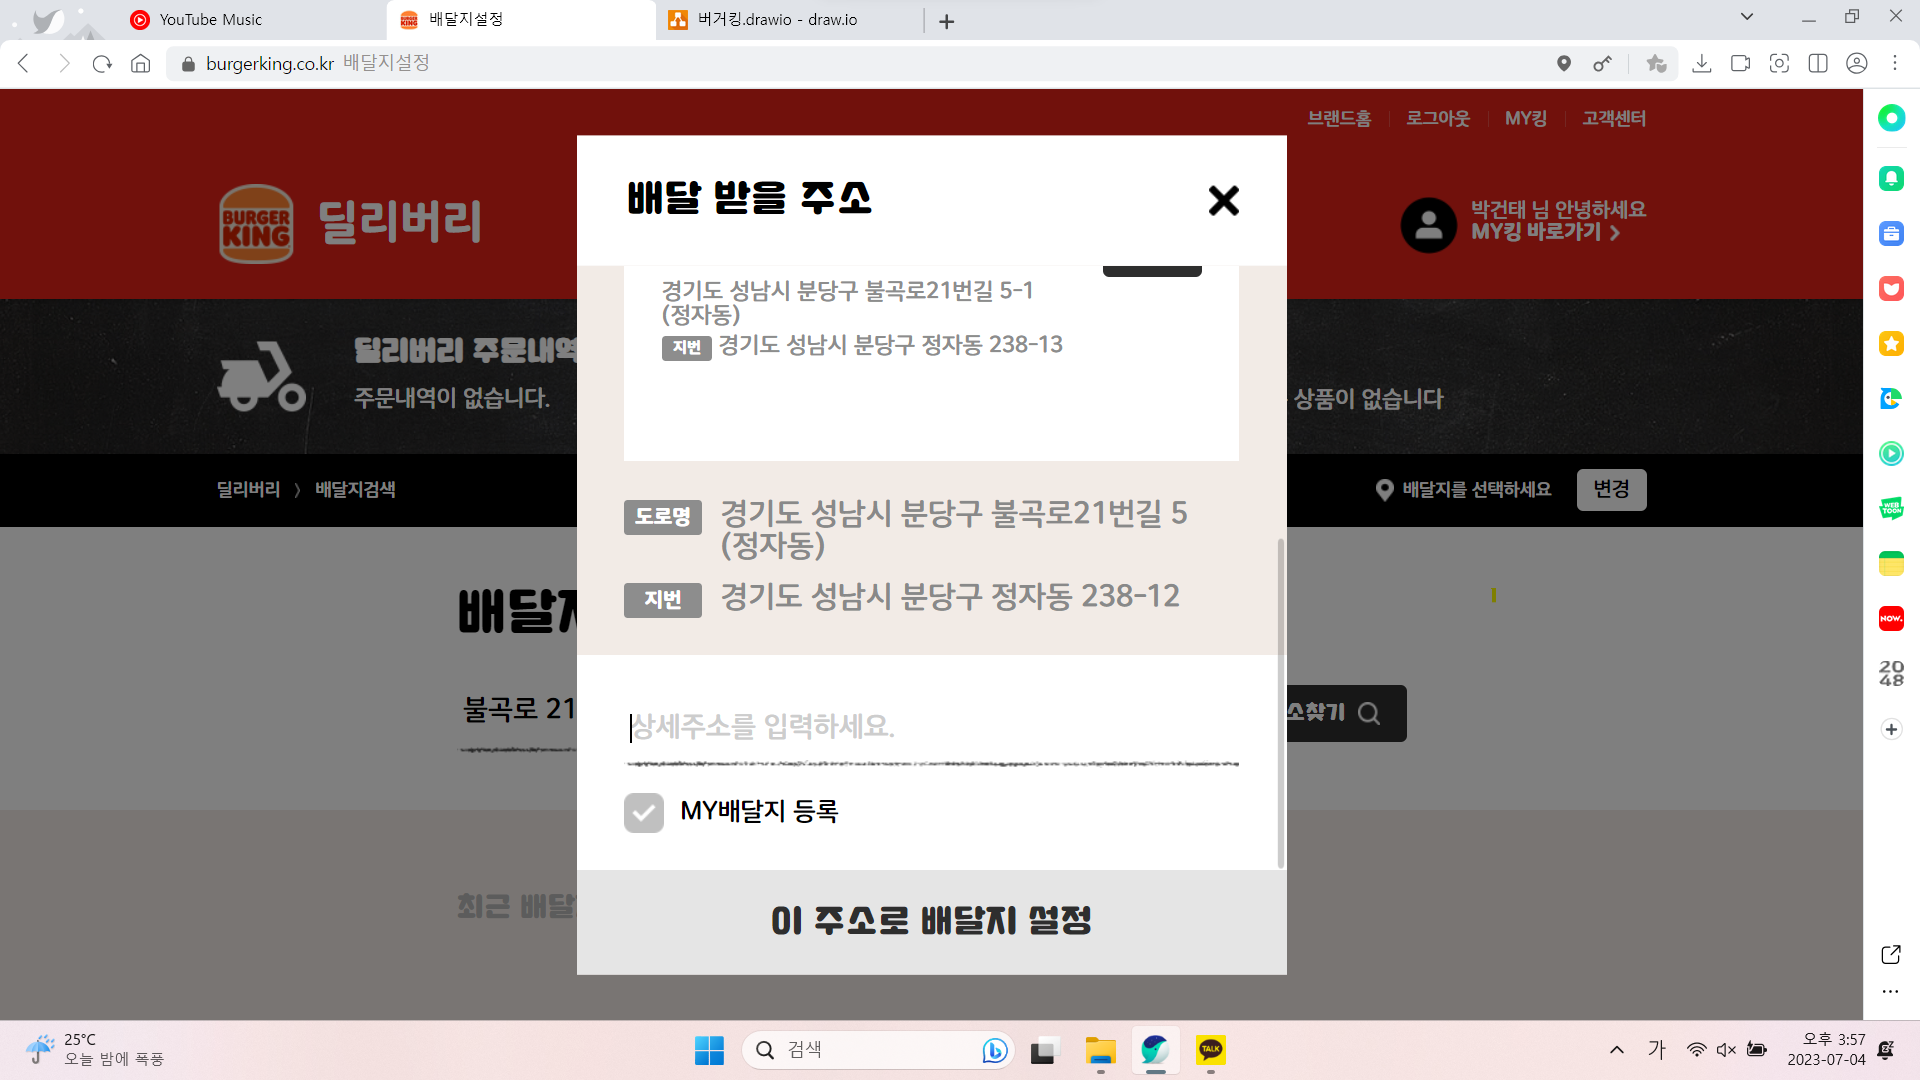 YouTube Music
배달지설정
버거킹.drawio - draw.io
burgerking.co.kr 배달지설정
브랜드홈 로그아웃 MY킹 고객센터
BURGER KING 딜리버리
박건태 님 안녕하세요
MY킹 바로가기
딜리버리 주문내역
주문내역이 없습니다.
상품이 없습니다
딜리버리 > 배달지검색
배달지를 선택하세요 변경
배달지
불곡로 21
소찾기
최근 배달
배달 받을 주소
경기도 성남시 분당구 불곡로21번길 5-1
(정자동)
지번 경기도 성남시 분당구 정자동 238-13
도로명 경기도 성남시 분당구 불곡로21번길 5
(정자동)
지번 경기도 성남시 분당구 정자동 238-12
상세주소를 입력하세요.
MY배달지 등록
이 주소로 배달지 설정
WEB
TOON
NOW.
20
48
25°C
오늘 밤에 폭풍
검색
TALK
가
오후 3:57
2023-07-04